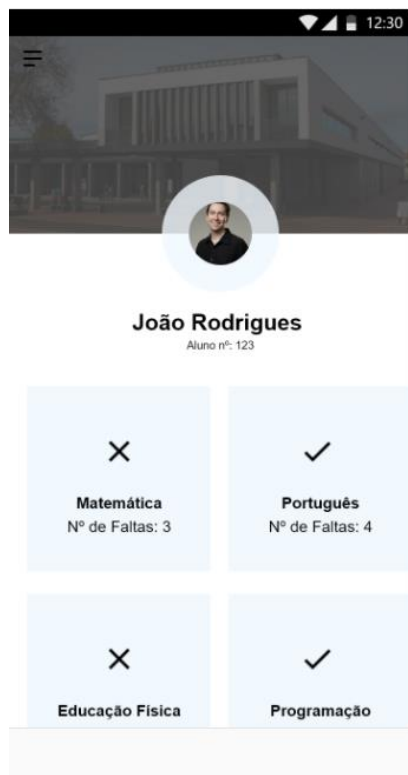 12:30
João Rodrigues
Aluno nº: 123
Matemática
Nº de Faltas: 3
Português
Nº de Faltas: 4
Educação Física
Programação